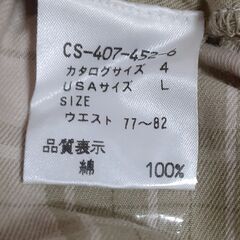 CS-407-452-6
カタログサイズ 4
USAサイズ L
SIZE
ウエスト 77～82
品質表示
綿 100%